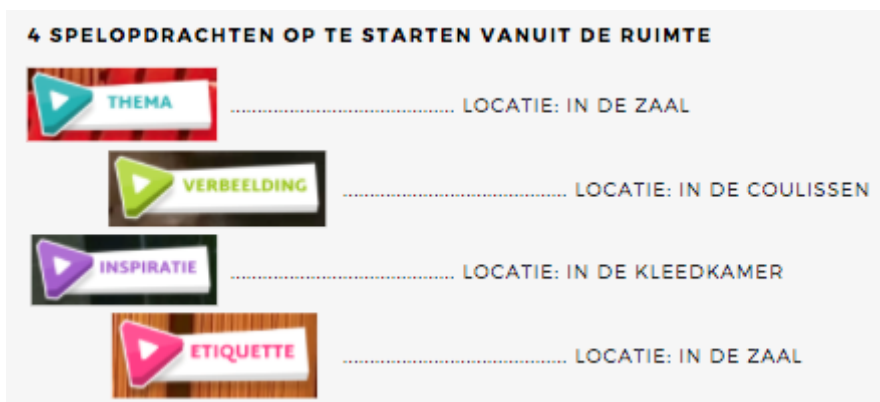 4 SPELOPDRACHTEN OP TE STARTEN VANUIT DE RUIMTE
THEMA ............................................. LOCATIE: IN DE ZAAL
VERBEELDING ............................................. LOCATIE: IN DE COULISSEN
INSPIRATIE ............................................. LOCATIE: IN DE KLEEDKAMER
ETIQUETTE ............................................. LOCATIE: IN DE ZAAL